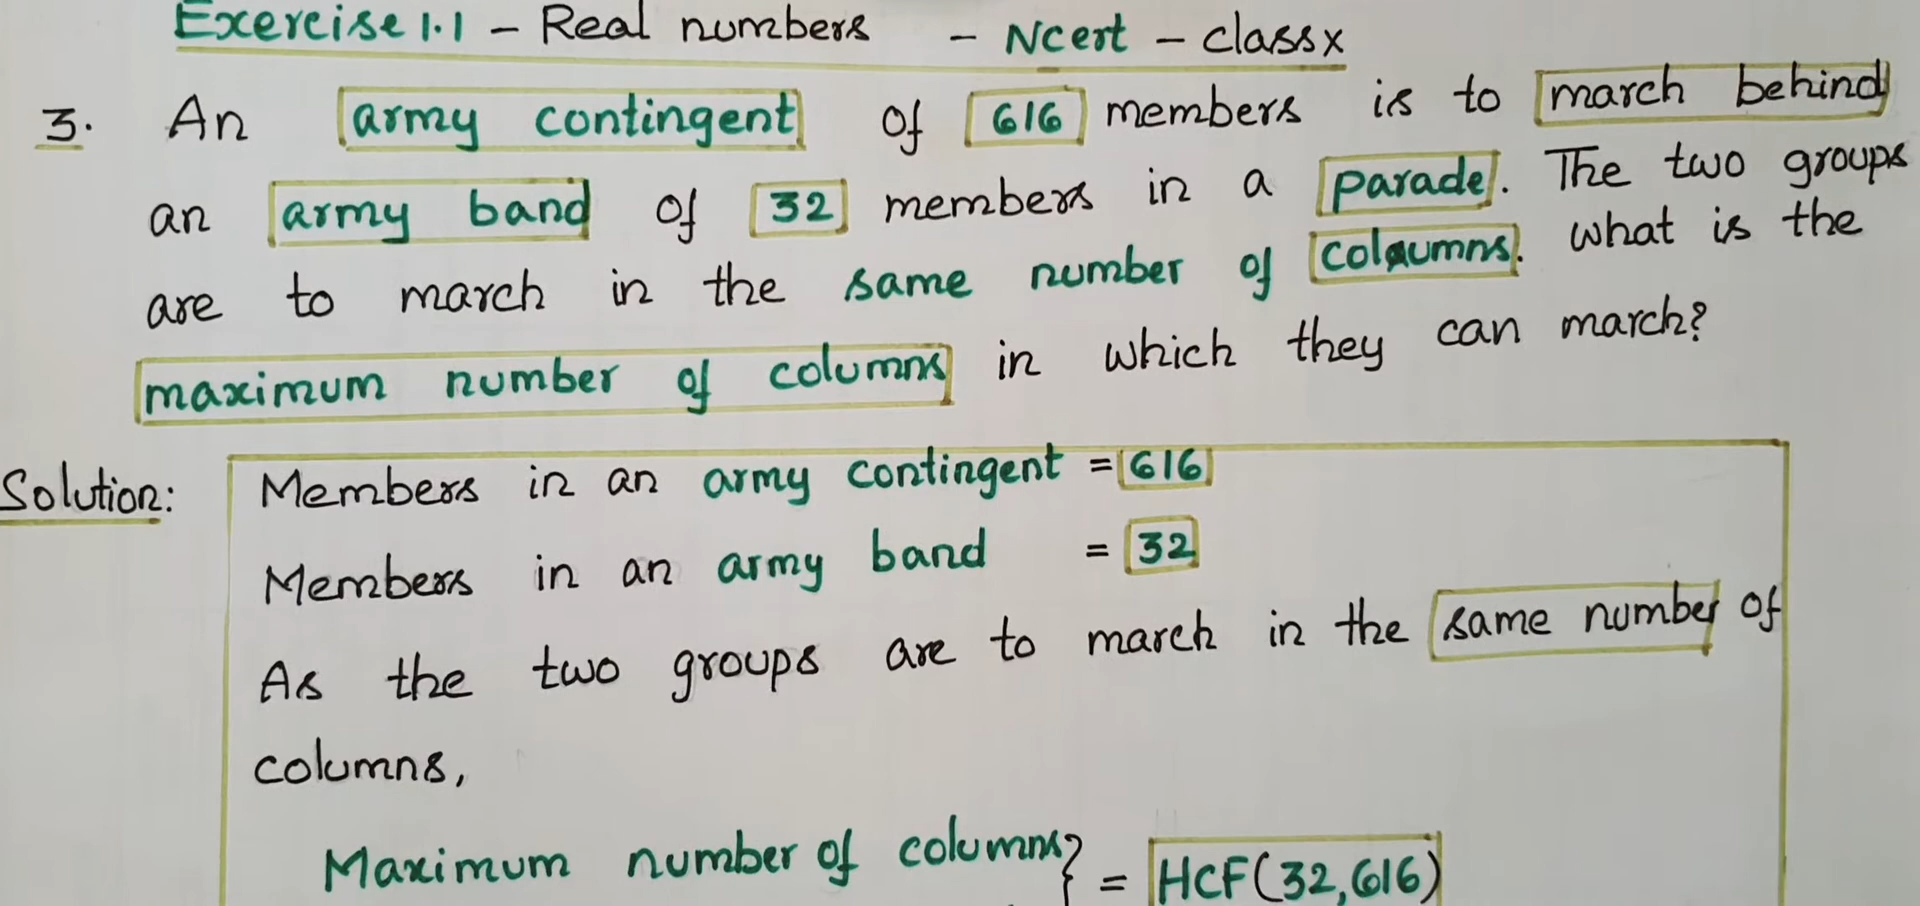 Exercise 1.1 - Real numbers - Ncert - class x
3. An army contingent of 616 members is to march behind
an army band of 32 members in a parade. The two groups
are to march in the same number of colaumns. what is the
maximum number of columns in which they can march?
Solution: Members in an army contingent = 616
Members in an army band = 32
As the two groups are to march in the same number of
columns,
Maximum number of columns } = HCF(32,616)